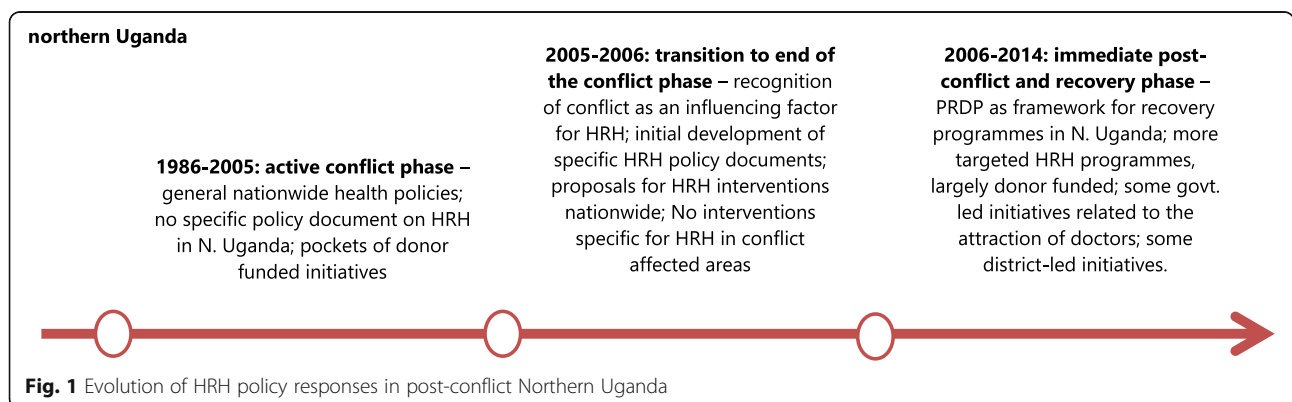 northern Uganda
1986-2005: active conflict phase –
general nationwide health policies;
no specific policy document on HRH
in N. Uganda; pockets of donor
funded initiatives
2005-2006: transition to end of
the conflict phase – recognition
of conflict as an influencing factor
for HRH; initial development of
specific HRH policy documents;
proposals for HRH interventions
nationwide; No interventions
specific for HRH in conflict
affected areas
2006-2014: immediate post-
conflict and recovery phase –
PRDP as framework for recovery
programmes in N. Uganda; more
targeted HRH programmes,
largely donor funded; some govt.
led initiatives related to the
attraction of doctors; some
district-led initiatives.
Fig. 1 Evolution of HRH policy responses in post-conflict Northern Uganda